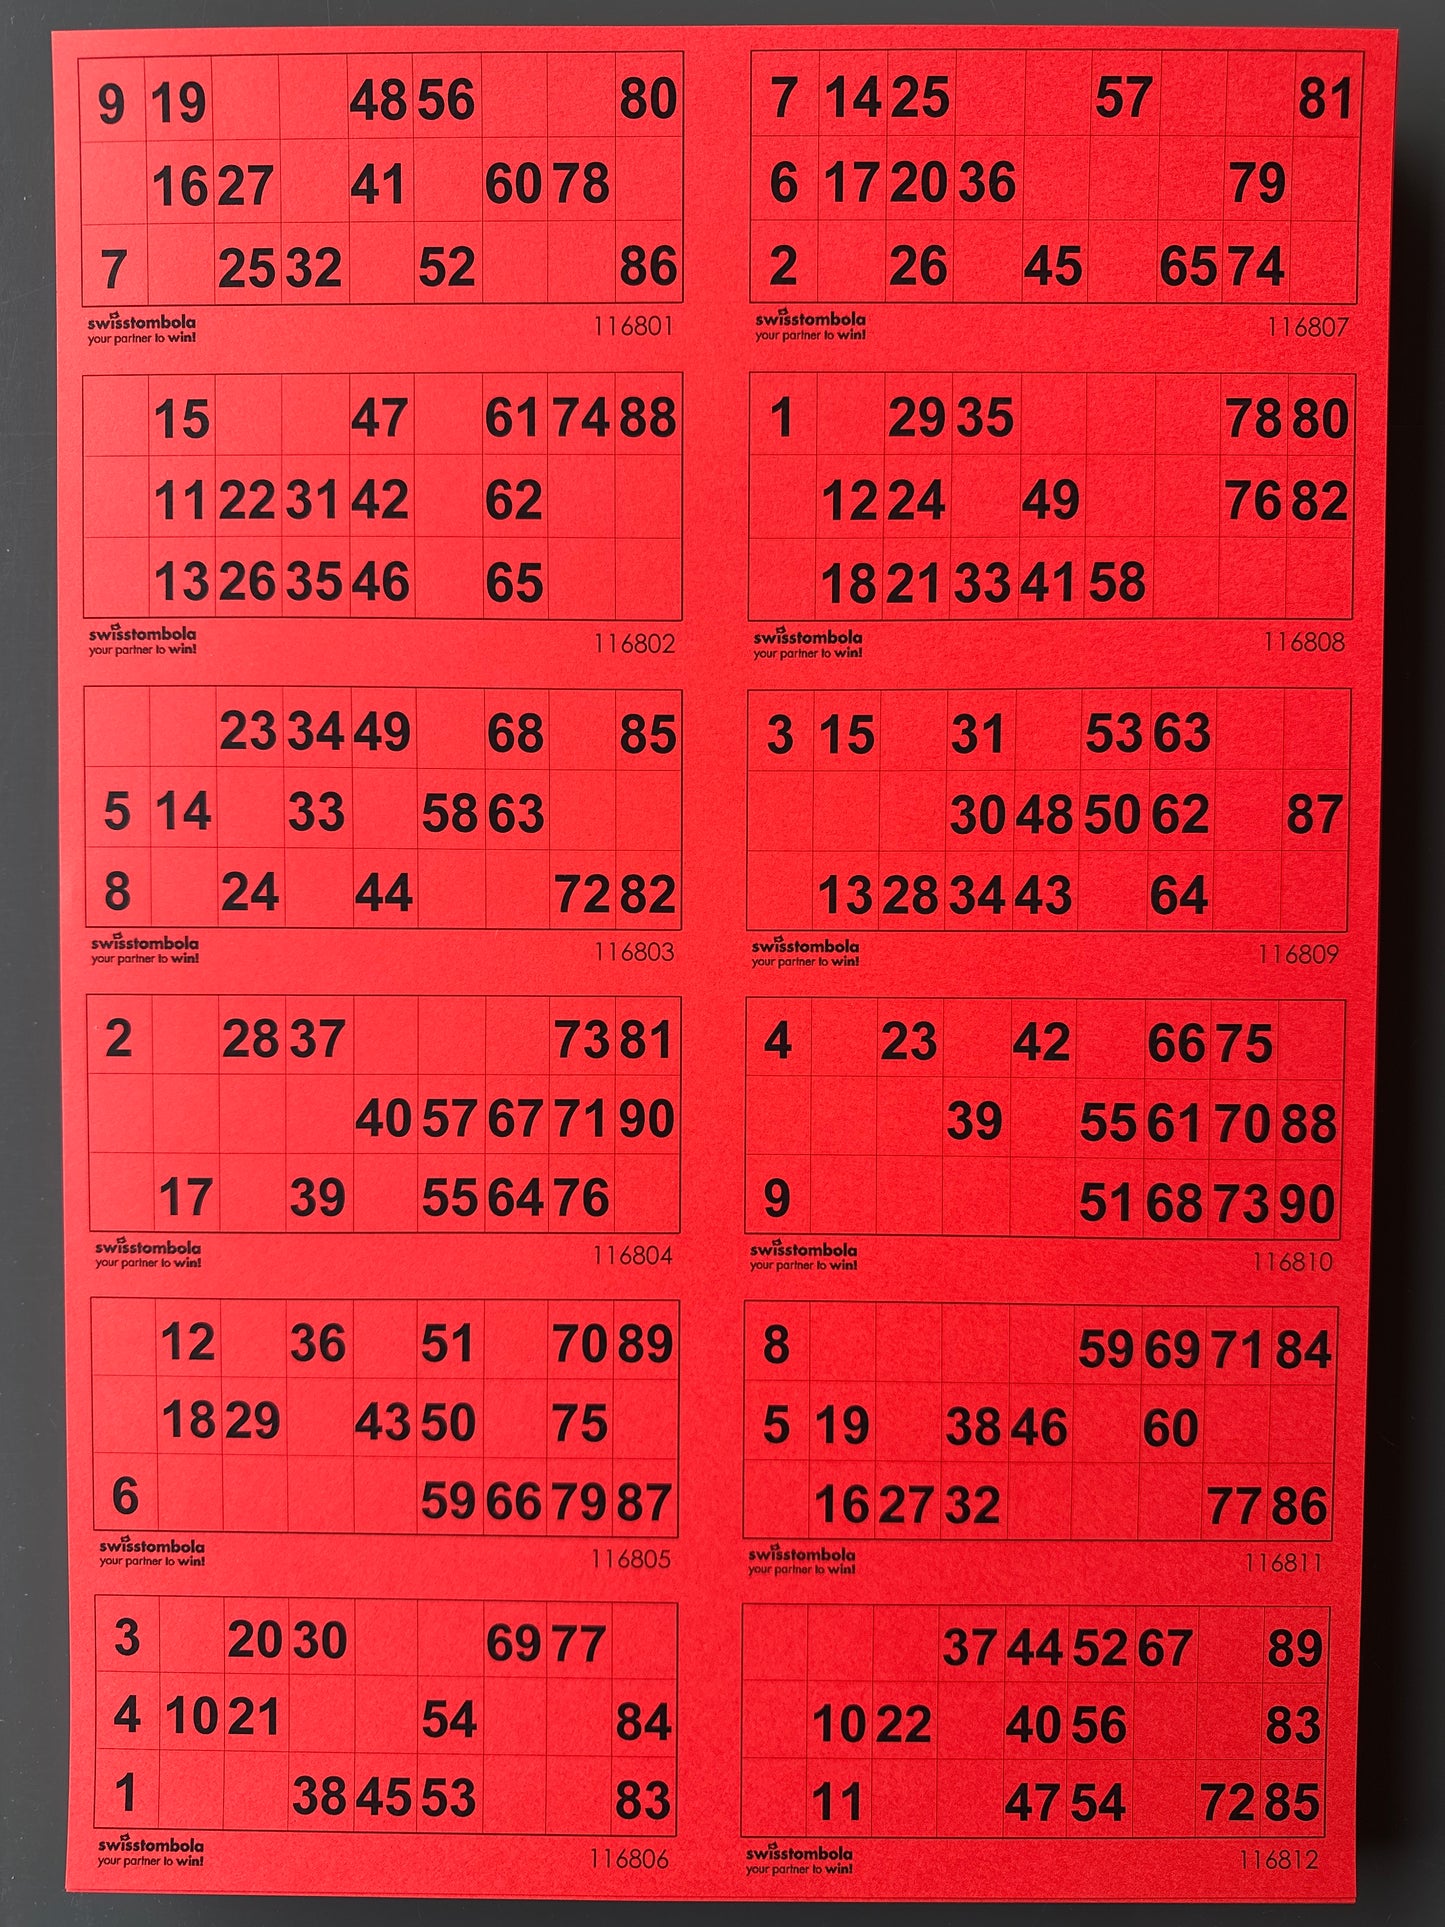 9 19 48 56 80
16 27 41 60 78
7 25 32 52 86
swisstombola
your partner to win!
116801
15 47 61 74 88
11 22 31 42 62
13 26 35 46 65
swisstombola
your partner to win!
116802
23 34 49 68 85
5 14 33 58 63
8 24 44 72 82
swisstombola
your partner to win!
116803
2 28 37 73 81
40 57 67 71 90
17 39 55 64 76
swisstombola
your partner to win!
116804
12 36 51 70 89
18 29 43 50 75
6 59 66 79 87
swisstombola
your partner to win!
116805
3 20 30 69 77
4 10 21 54 84
1 38 45 53 83
swisstombola
your partner to win!
116806
7 14 25 57 81
6 17 20 36 79
2 26 45 65 74
swisstombola
your partner to win!
116807
1 29 35 78 80
12 24 49 76 82
18 21 33 41 58
swisstombola
your partner to win!
116808
3 15 31 53 63
30 48 50 62 87
13 28 34 43 64
swisstombola
your partner to win!
116809
4 23 42 66 75
39 55 61 70 88
9 51 68 73 90
swisstombola
your partner to win!
116810
8 59 69 71 84
5 19 38 46 60
16 27 32 77 86
swisstombola
your partner to win!
116811
37 44 52 67 89
10 22 40 56 83
11 47 54 72 85
swisstombola
your partner to win!
116812